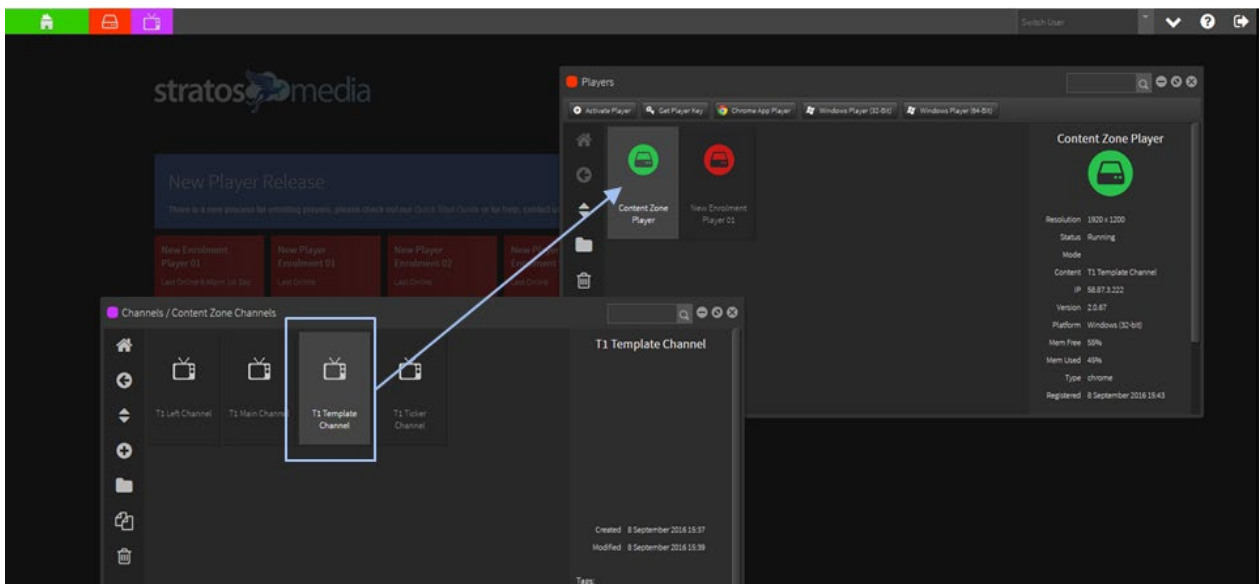 Switch User
stratos media
Players
Activate Player
Get Player Key
Chrome App Player
Windows Player (32-Bit)
Windows Player (64-Bit)
Content Zone
Player
New Enrolment
Player 01
Content Zone Player
Resolution 1920 x 1200
Status Running
Mode
Content T1 Template Channel
IP 58.87.3.222
Version 2.0.67
Platform Windows (32-bit)
Mem Free 55%
Mem Used 45%
Type chrome
Registered 8 September 2016 15:43
New Player Release
There is a new process for enrolling players, please check out our Quick Start Guide or for help, contact
New Enrolment
Player 01
New Player
Enrolment 01
Last Online
New Player
Enrolment 02
Last Online
New Player
Enrolment
Last Online
Channels / Content Zone Channels
T1 Left Channel
T1 Main Channel
T1 Template
Channel
T1 Ticker
Channel
T1 Template Channel
Created 8 September 2016 15:37
Modified 8 September 2016 15:39
Tags: